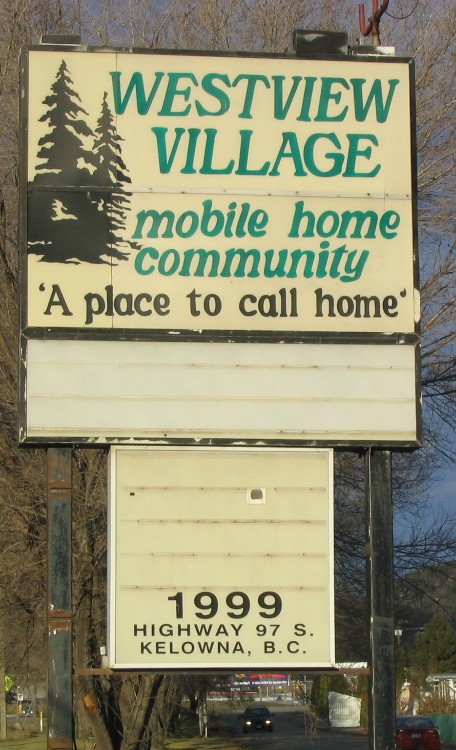 WESTVIEW
VILLAGE
mobile home
community
'A place to call home'
1999
HIGHWAY 97 S.
KELOWNA, B.C.